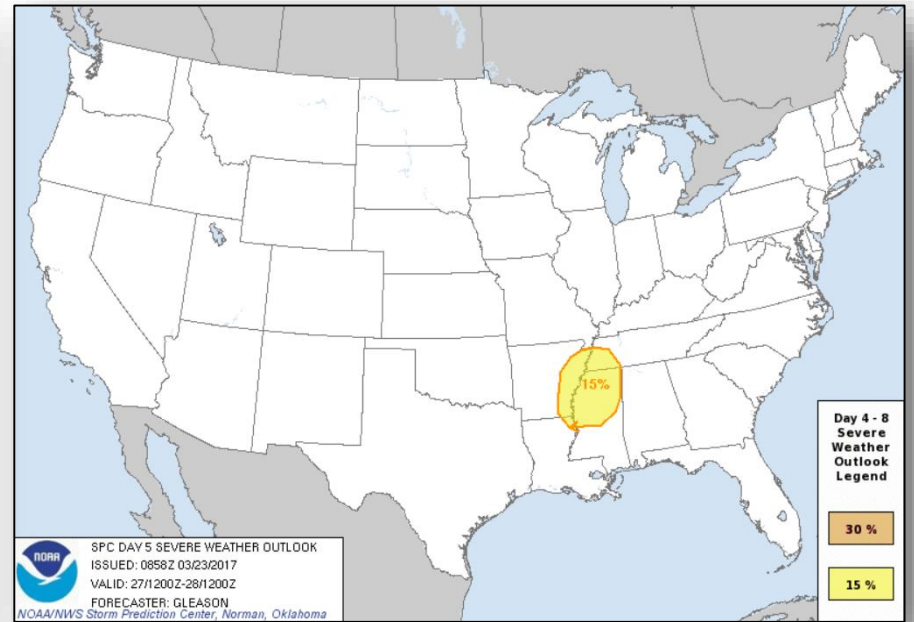 15%
Day 4 - 8
Severe
Weather
Outlook
Legend
30 %
15 %
NOAA
SPC DAY 5 SEVERE WEATHER OUTLOOK
ISSUED: 0858Z 03/23/2017
VALID: 27/1200Z-28/1200Z
FORECASTER: GLEASON
NOAA/NWS Storm Prediction Center, Norman, Oklahoma